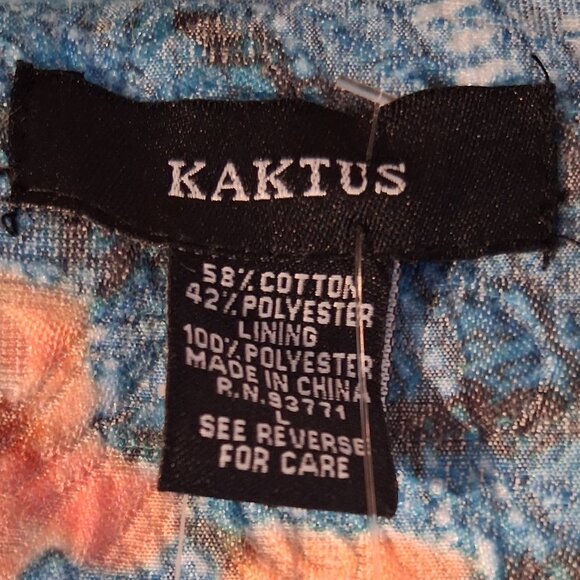 KAKTUS
58% COTTON
42% POLYESTER
LINING
100% POLYESTER
MADE IN CHINA
R.N.93771
L
SEE REVERSE
FOR CARE